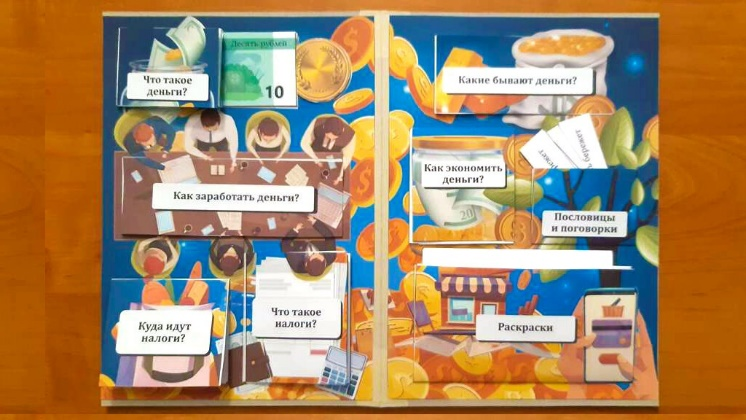 Что такое
деньги?
Десять рублей
10
Как заработать деньги?
Куда идут
налоги?
Что такое
налоги?
Какие бывают деньги?
Как экономить
деньги?
20
Пословицы
и поговорки
Раскраски